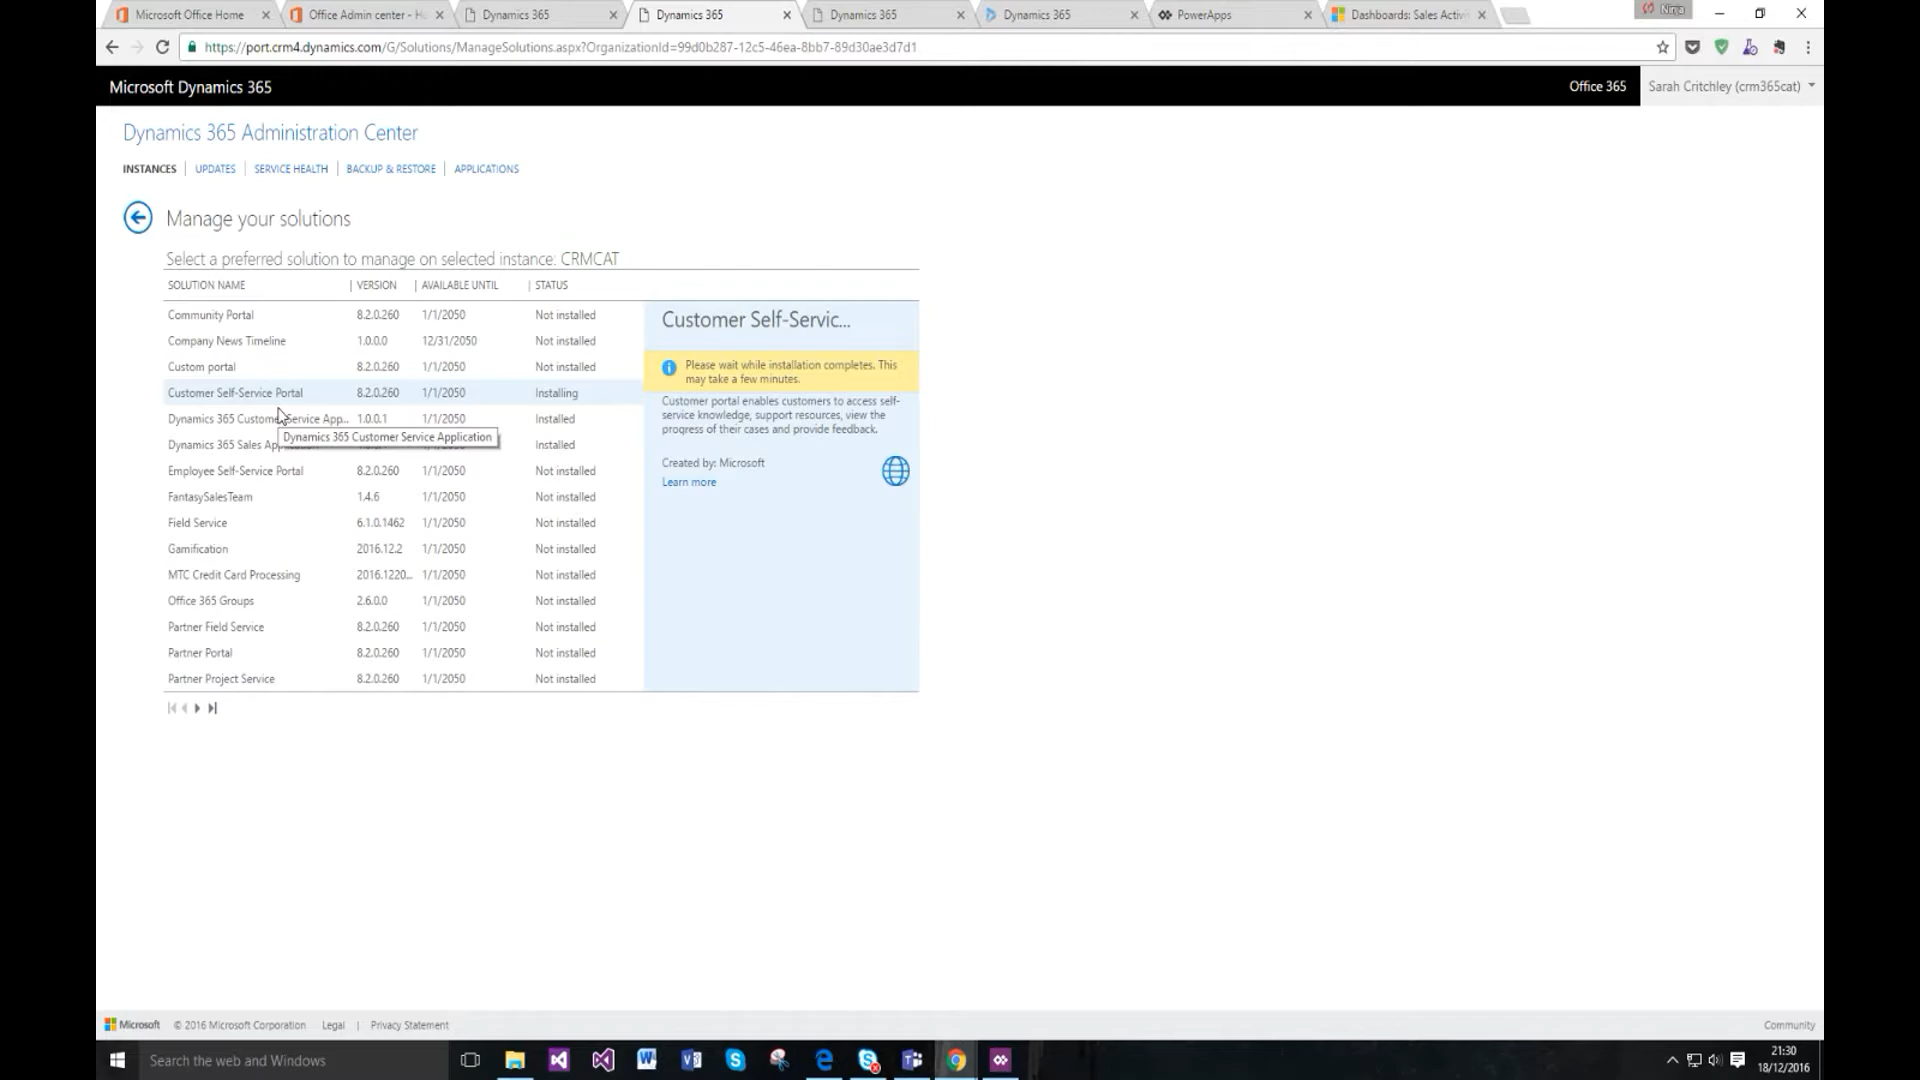 Microsoft Office Home
Office Admin center - H
Dynamics 365
Dynamics 365
Dynamics 365
Dynamics 365
PowerApps
Dashboards: Sales Activi
Ninja
https://port.crm4.dynamics.com/G/Solutions/ManageSolutions.aspx?OrganizationId=99d0b287-12c5-46ea-8bb7-89d30ae3d7d1
Microsoft Dynamics 365
Office 365
Sarah Critchley (crm365cat)
Dynamics 365 Administration Center
INSTANCES | UPDATES | SERVICE HEALTH | BACKUP & RESTORE | APPLICATIONS
Manage your solutions
Select a preferred solution to manage on selected instance: CRMCAT
SOLUTION NAME | VERSION | AVAILABLE UNTIL | STATUS
Community Portal 8.2.0.260 1/1/2050 Not installed
Company News Timeline 1.0.0.0 12/31/2050 Not installed
Custom portal 8.2.0.260 1/1/2050 Not installed
Customer Self-Service Portal 8.2.0.260 1/1/2050 Installing
Dynamics 365 Custome Service App... 1.0.0.1 1/1/2050 Installed
Dynamics 365 Customer Service Application
Dynamics 365 Sales Installed
Employee Self-Service Portal 8.2.0.260 1/1/2050 Not installed
FantasySalesTeam 1.4.6 1/1/2050 Not installed
Field Service 6.1.0.1462 1/1/2050 Not installed
Gamification 2016.12.2 1/1/2050 Not installed
MTC Credit Card Processing 2016.1220... 1/1/2050 Not installed
Office 365 Groups 2.6.0.0 1/1/2050 Not installed
Partner Field Service 8.2.0.260 1/1/2050 Not installed
Partner Portal 8.2.0.260 1/1/2050 Not installed
Partner Project Service 8.2.0.260 1/1/2050 Not installed
Customer Self-Servic...
Please wait while installation completes. This
may take a few minutes.
Customer portal enables customers to access self-
service knowledge, support resources, view the
progress of their cases and provide feedback.
Created by: Microsoft
Learn more
Microsoft © 2016 Microsoft Corporation Legal | Privacy Statement
Community
Search the web and Windows
21:30
18/12/2016